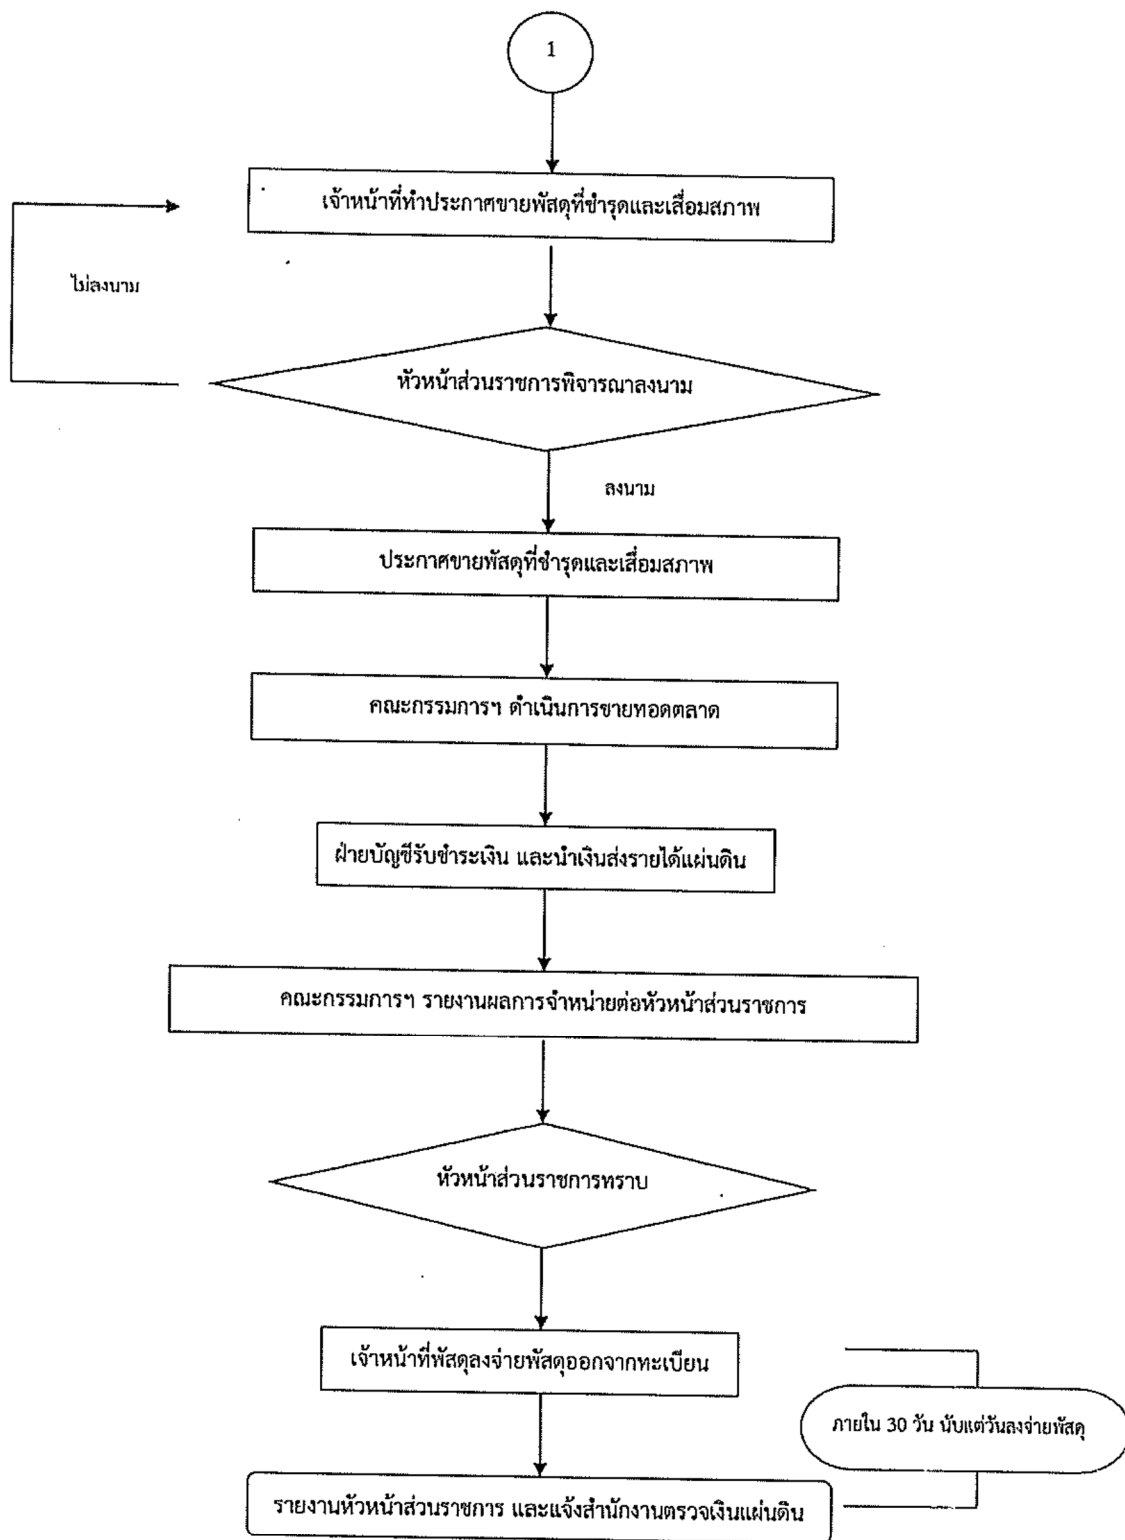 1
เจ้าหน้าที่ทำประกาศขายพัสดุที่ชำรุดและเสื่อมสภาพ
ไม่ลงนาม
หัวหน้าส่วนราชการพิจารณาลงนาม
ลงนาม
ประกาศขายพัสดุที่ชำรุดและเสื่อมสภาพ
คณะกรรมการฯ ดำเนินการขายทอดตลาด
ฝ่ายบัญชีรับชำระเงิน และนำเงินส่งรายได้แผ่นดิน
คณะกรรมการฯ รายงานผลการจำหน่ายต่อหัวหน้าส่วนราชการ
หัวหน้าส่วนราชการทราบ
เจ้าหน้าที่พัสดุลงจ่ายพัสดุออกจากทะเบียน
ภายใน 30 วัน นับแต่วันลงจ่ายพัสดุ
รายงานหัวหน้าส่วนราชการ และแจ้งสำนักงานตรวจเงินแผ่นดิน